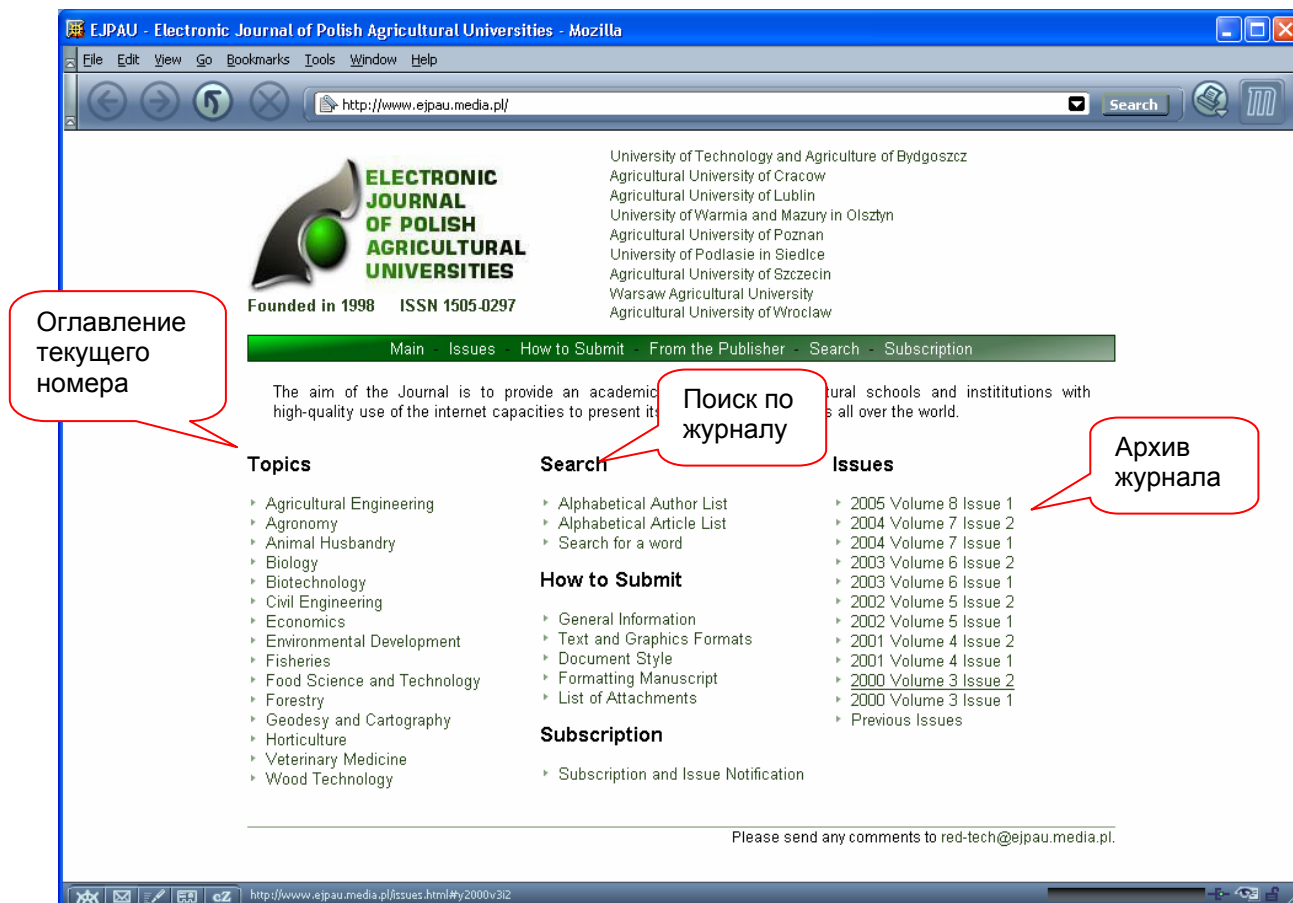 EJPAU - Electronic Journal of Polish Agricultural Universities - Mozilla
File Edit View Go Bookmarks Tools Window Help
http://www.ejpau.media.pl/
Search
ELECTRONIC
JOURNAL
OF POLISH
AGRICULTURAL
UNIVERSITIES
Founded in 1998 ISSN 1505-0297
University of Technology and Agriculture of Bydgoszcz
Agricultural University of Cracow
Agricultural University of Lublin
University of Warmia and Mazury in Olsztyn
Agricultural University of Poznan
University of Podlasie in Siedlce
Agricultural University of Szczecin
Warsaw Agricultural University
Agricultural University of Wroclaw
Оглавление
текущего
номера
Main - Issues - How to Submit - From the Publisher - Search - Subscription
The aim of the Journal is to provide an academic ural schools and instititutions with
high-quality use of the internet capacities to present its s all over the world.
Поиск по
журналу
Архив
журнала
Topics
Agricultural Engineering
Agronomy
Animal Husbandry
Biology
Biotechnology
Civil Engineering
Economics
Environmental Development
Fisheries
Food Science and Technology
Forestry
Geodesy and Cartography
Horticulture
Veterinary Medicine
Wood Technology
Search
Alphabetical Author List
Alphabetical Article List
Search for a word
How to Submit
General Information
Text and Graphics Formats
Document Style
Formatting Manuscript
List of Attachments
Subscription
Subscription and Issue Notification
Issues
2005 Volume 8 Issue 1
2004 Volume 7 Issue 2
2004 Volume 7 Issue 1
2003 Volume 6 Issue 2
2003 Volume 6 Issue 1
2002 Volume 5 Issue 2
2002 Volume 5 Issue 1
2001 Volume 4 Issue 2
2001 Volume 4 Issue 1
2000 Volume 3 Issue 2
2000 Volume 3 Issue 1
Previous Issues
Please send any comments to red-tech@ejpau.media.pl.
cZ
http://www.ejpau.media.pl/issues.html#y2000v3i2